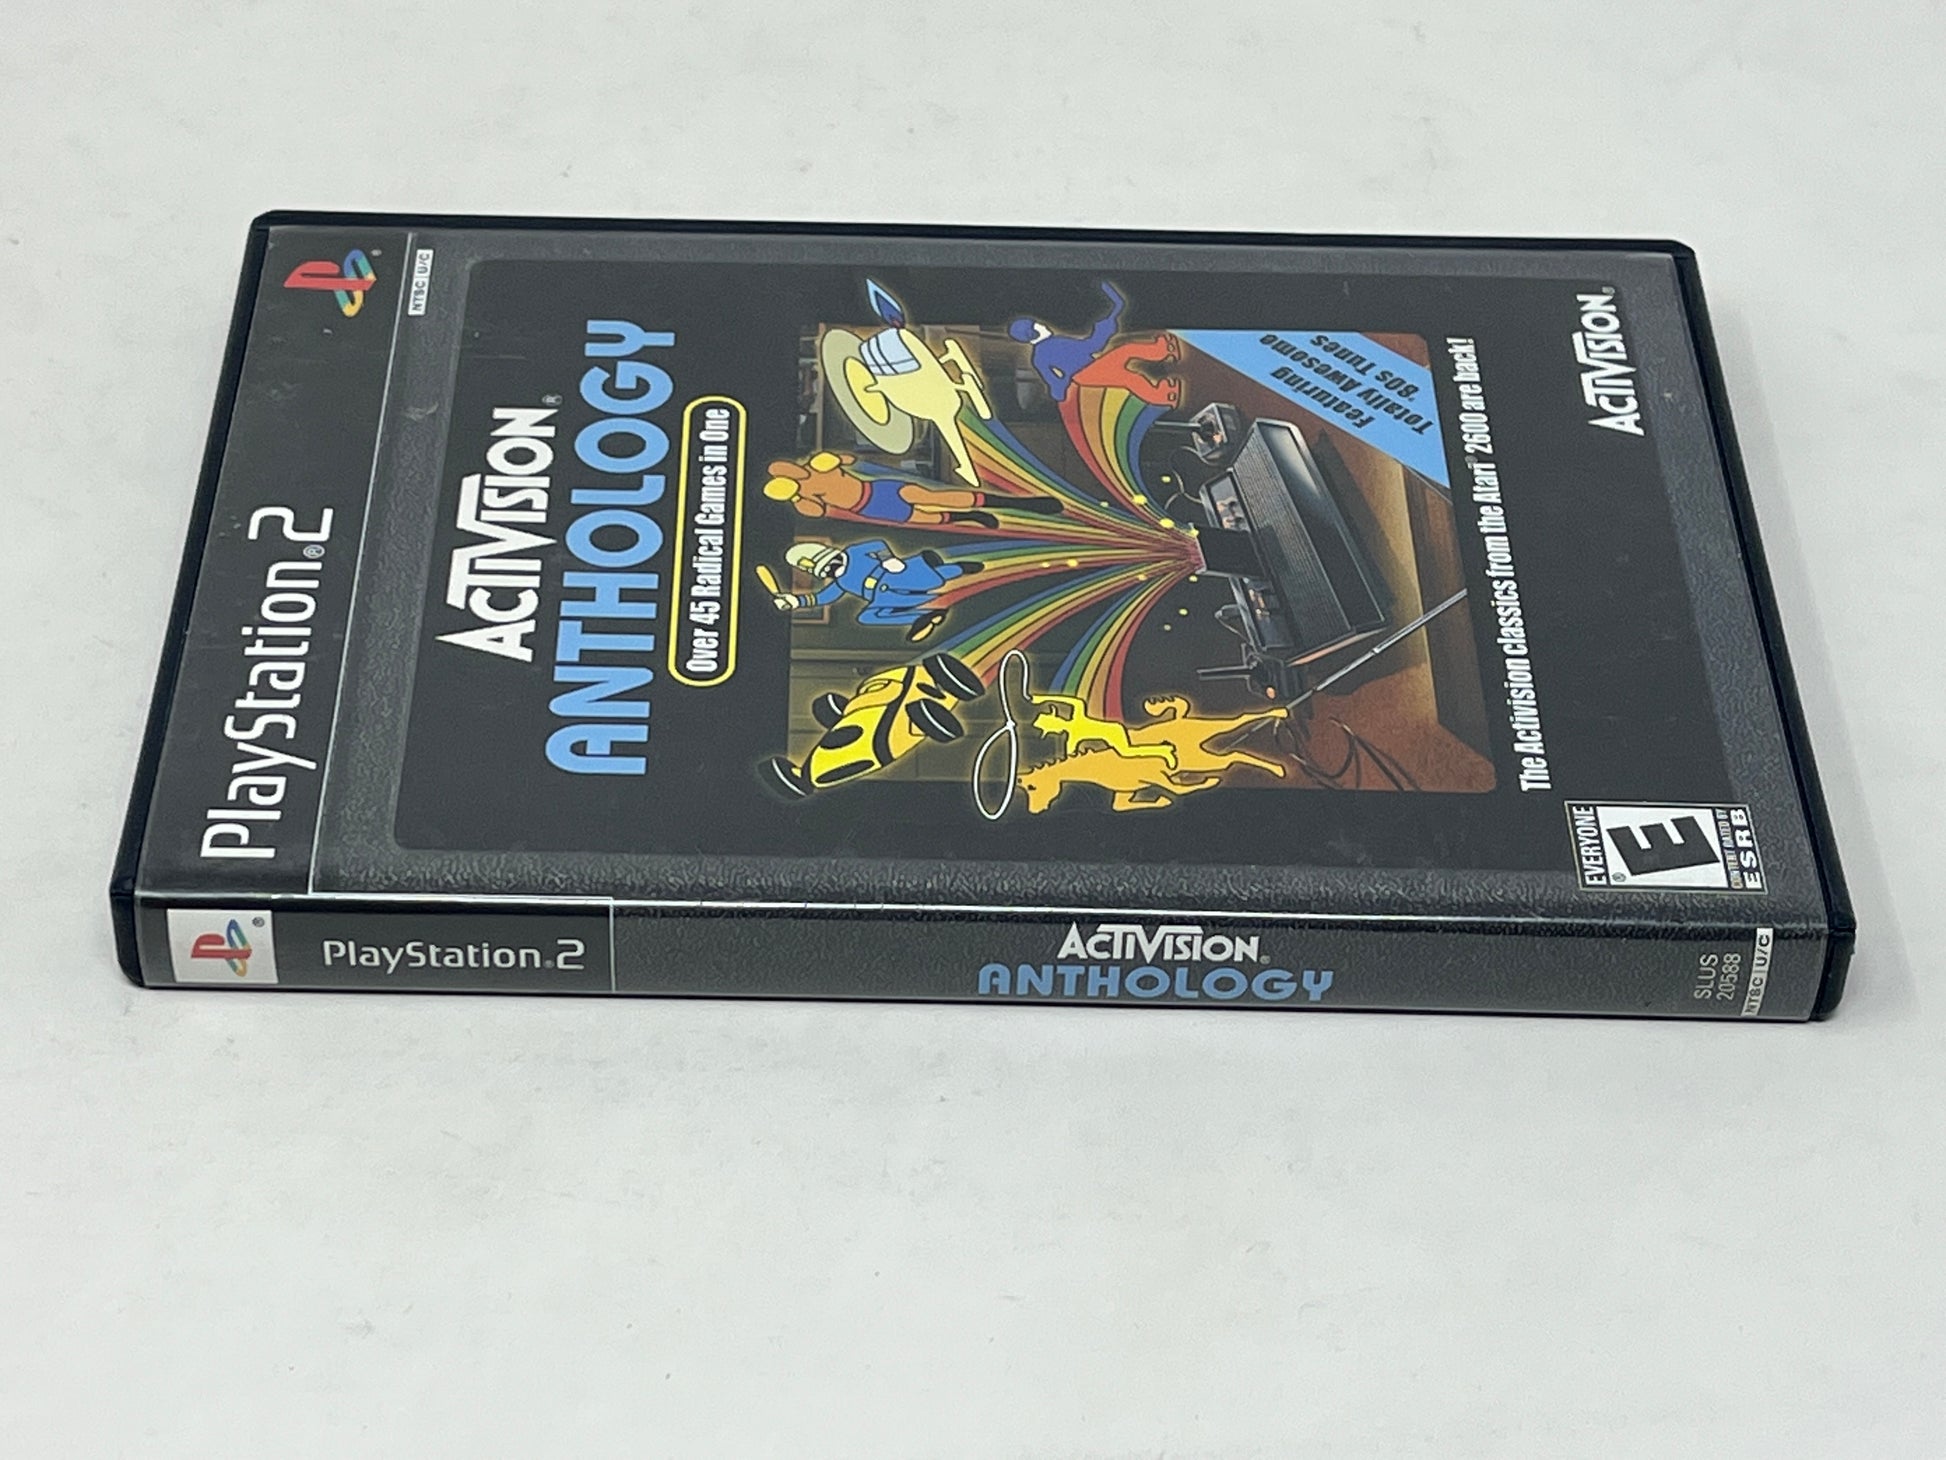 PlayStation®2
NTSC U/C
ACTIVISION®
ANTHOLOGY
Over 45 Radical Games in One
Featuring
Totally Awesome
'80s Tunes
The Activision classics from the Atari® 2600 are back!
EVERYONE
E
®
CONTENT RATED BY
ESRB
ACTIVISION®
®
PlayStation®2
ACTIVISION®
ANTHOLOGY
SLUS
20588
NTSC U/C